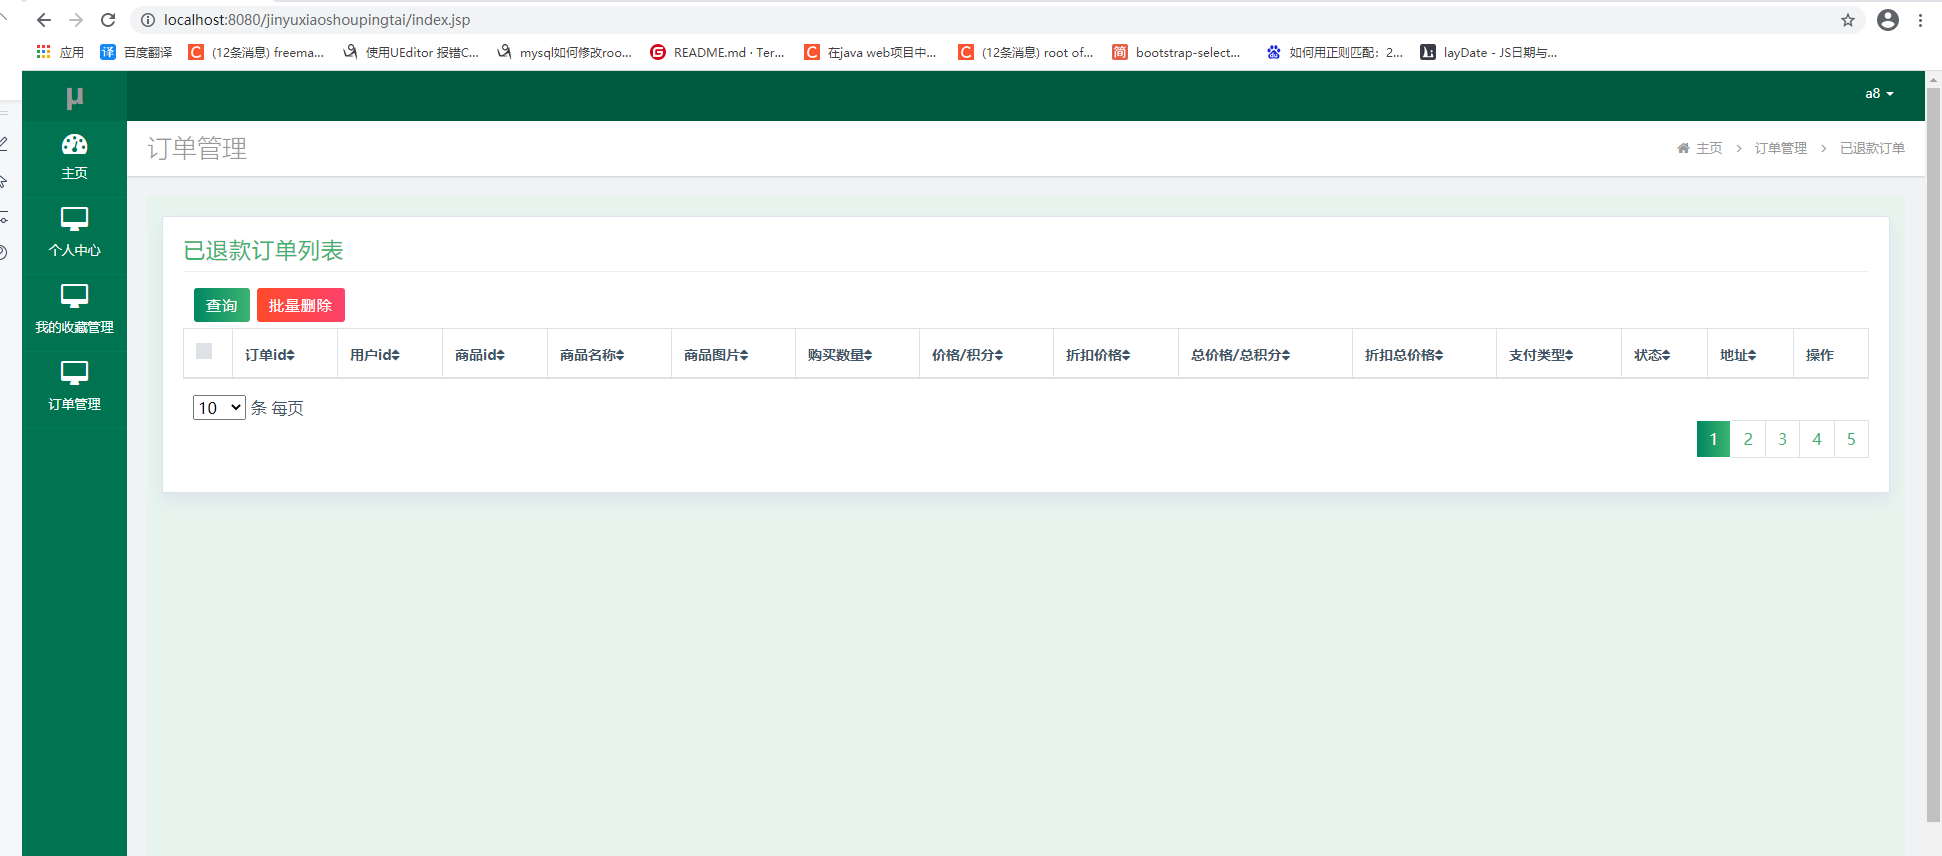 localhost:8080/jinyuxiaoshoupingtai/index.jsp
应用 译 百度翻译 C (12条消息) freema... 使用UEditor 报错C... mysql如何修改roo... G README.md · Ter... C 在java web项目中... C (12条消息) root of... 简 bootstrap-select... 如何用正则匹配：2... layDate - JS日期与...
μ
a8
主页
个人中心
我的收藏管理
订单管理
订单管理
主页 > 订单管理 > 已退款订单
已退款订单列表
查询 批量删除
订单id 用户id 商品id 商品名称 商品图片 购买数量 价格/积分 折扣价格 总价格/总积分 折扣总价格 支付类型 状态 地址 操作
10 条 每页
1 2 3 4 5